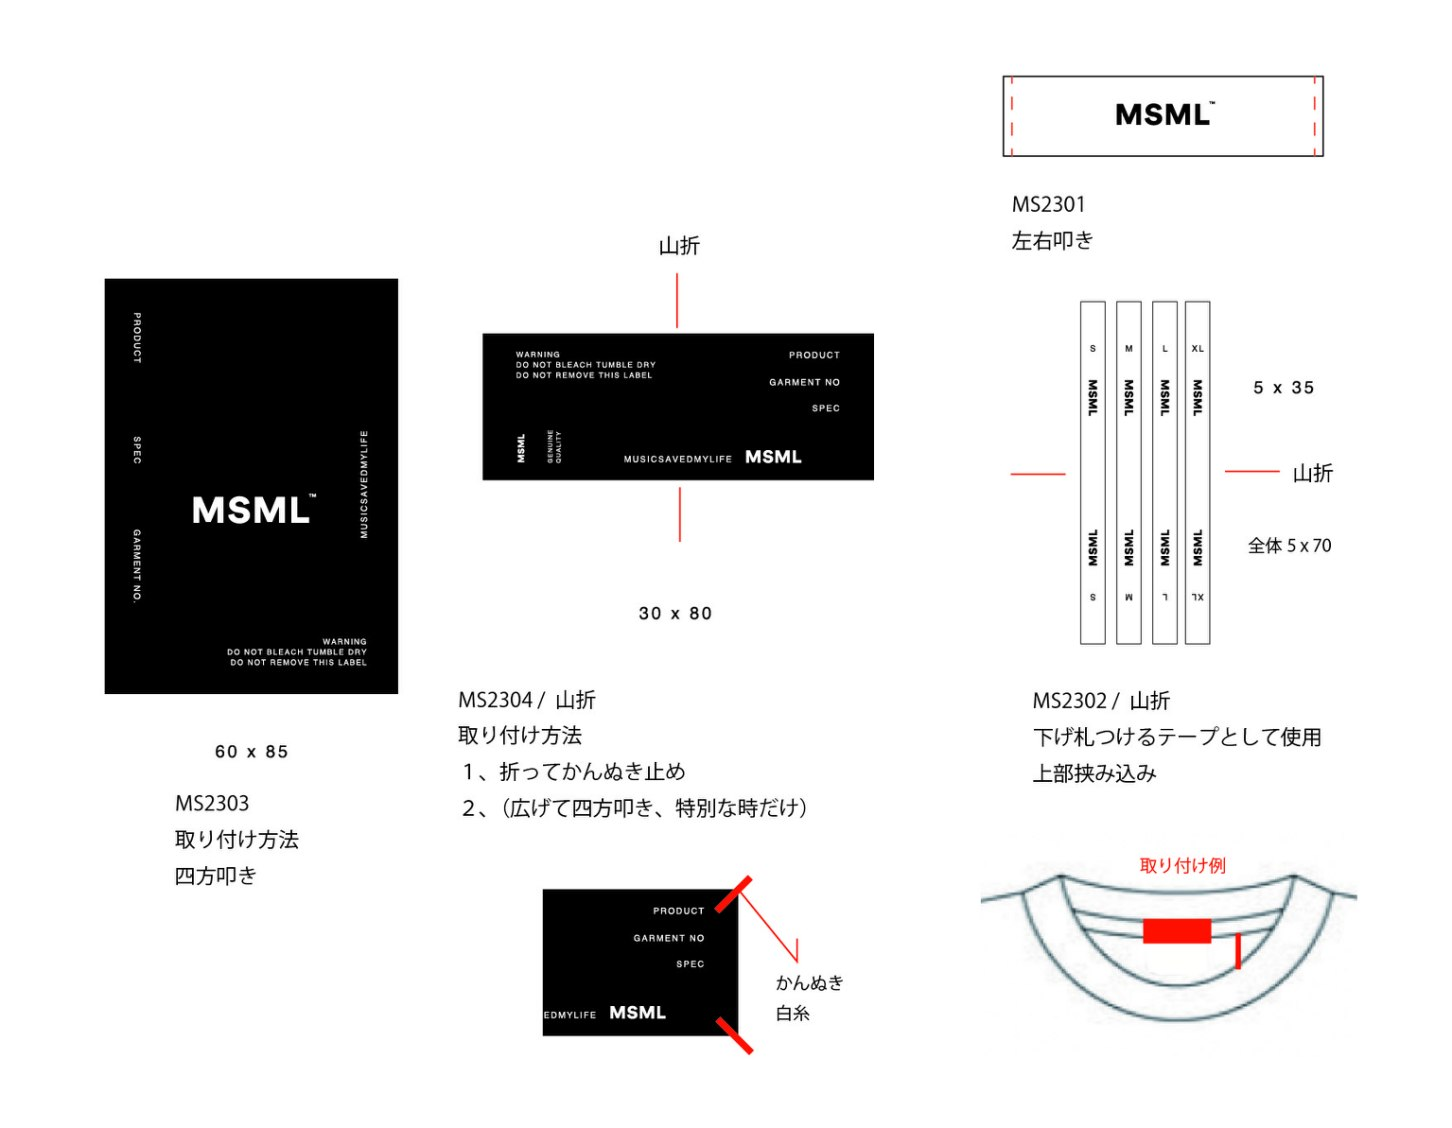 MSML™
MS2301
左右叩き
PRODUCT
SPEC
GARMENT NO.
MSML™
MUSICSAVEDMYLIFE
WARNING
DO NOT BLEACH TUMBLE DRY
DO NOT REMOVE THIS LABEL
60 x 85
MS2303
取り付け方法
四方叩き
山折
WARNING
DO NOT BLEACH TUMBLE DRY
DO NOT REMOVE THIS LABEL
PRODUCT
GARMENT NO
SPEC
MSML
GENUINE
QUALITY
MUSICSAVEDMYLIFE MSML
30 x 80
MS2304 / 山折
取り付け方法
１、折ってかんぬき止め
２、（広げて四方叩き、特別な時だけ）
PRODUCT
GARMENT NO
SPEC
EDMYLIFE MSML
かんぬき
白糸
S M L XL
MSML MSML MSML MSML
5 x 35
山折
MSML MSML MSML MSML
全体 5 x 70
S M L XL
MS2302 / 山折
下げ札つけるテープとして使用
上部挟み込み
取り付け例